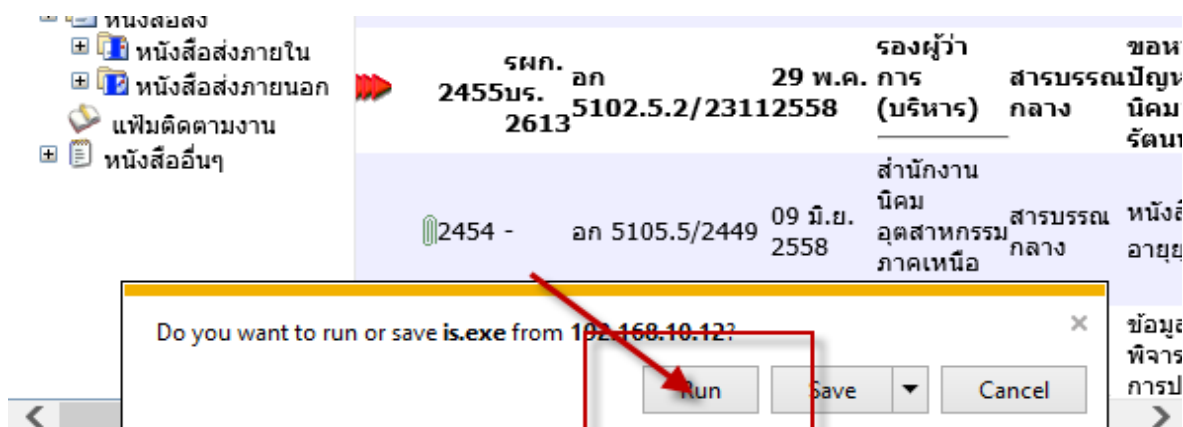 หนังสือส่ง
หนังสือส่งภายใน
หนังสือส่งภายนอก
แฟ้มติดตามงาน
หนังสืออื่นๆ
2455
รผก.
บร.
2613
อก
5102.5.2/2311
29 พ.ค.
2558
รองผู้ว่า
การ
(บริหาร)
สารบรรณ
กลาง
นิคม
2454
-
อก 5105.5/2449
09 มิ.ย.
2558
สำนักงาน
นิคม
อุตสาหกรรม
ภาคเหนือ
สารบรรณ
กลาง
Do you want to run or save is.exe from 192.168.10.12?
Run
Save
Cancel